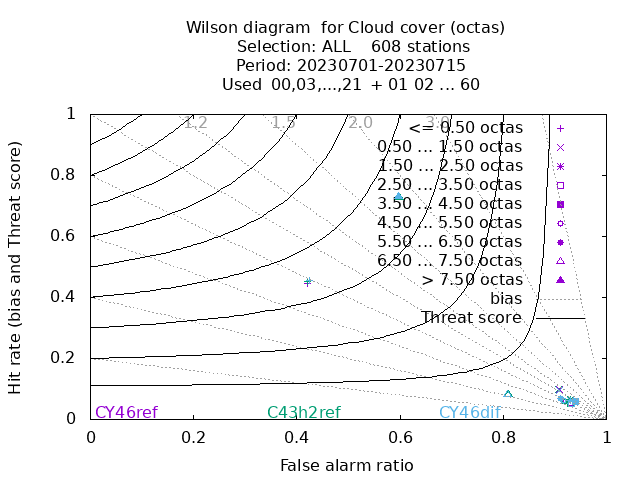 Wilson diagram  for Cloud cover (octas)
Selection: ALL    608 stations
Period: 20230701-20230715
Used  00,03,...,21  + 01 02 ... 60
Hit rate (bias and Threat score)
1
0.8
0.6
0.4
0.2
0
1.2
1.5
2.0
3.0
<= 0.50 octas
0.50 ... 1.50 octas
1.50 ... 2.50 octas
2.50 ... 3.50 octas
3.50 ... 4.50 octas
4.50 ... 5.50 octas
5.50 ... 6.50 octas
6.50 ... 7.50 octas
> 7.50 octas
bias
Threat score
CY46ref C43h2ref CY46dif
0 0.2 0.4 0.6 0.8 1
False alarm ratio